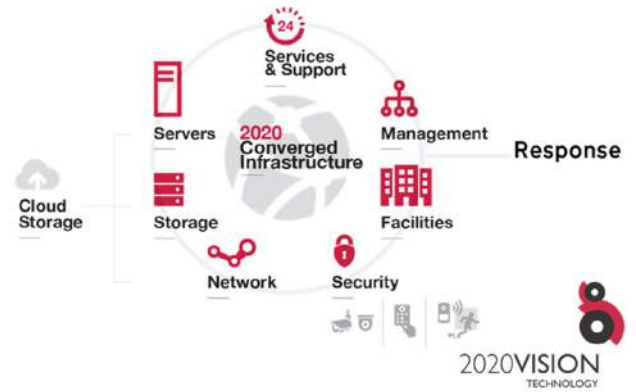 24
Services
& Support
Servers
2020
Converged
Infrastructure
Management
Response
Cloud
Storage
Storage
Facilities
Network
Security
2020VISION
TECHNOLOGY